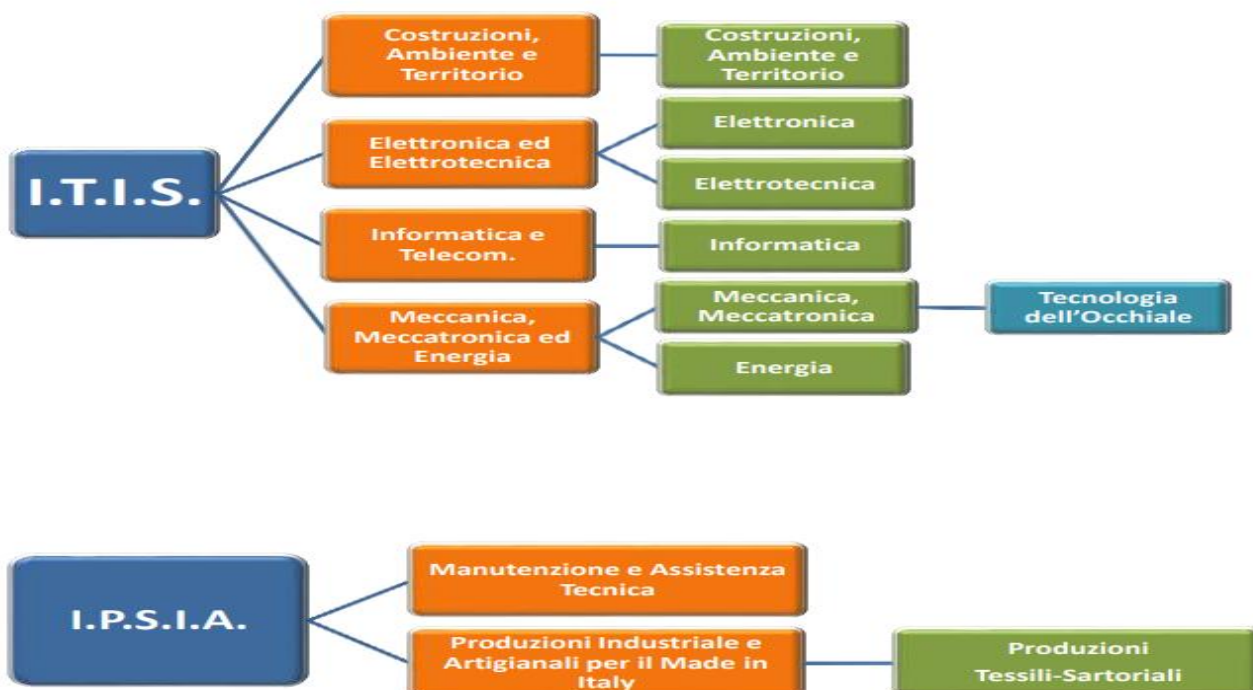 Costruzioni,
Ambiente e
Territorio
Costruzioni,
Ambiente e
Territorio
I.T.I.S.
Elettronica ed
Elettrotecnica
Elettronica
Elettrotecnica
Informatica e
Telecom.
Informatica
Meccanica,
Meccatronica ed
Energia
Meccanica,
Meccatronica
Tecnologia
dell'Occhiale
Energia
I.P.S.I.A.
Manutenzione e Assistenza
Tecnica
Produzioni Industriale e
Artigianali per il Made in
Italy
Produzioni
Tessili-Sartoriali